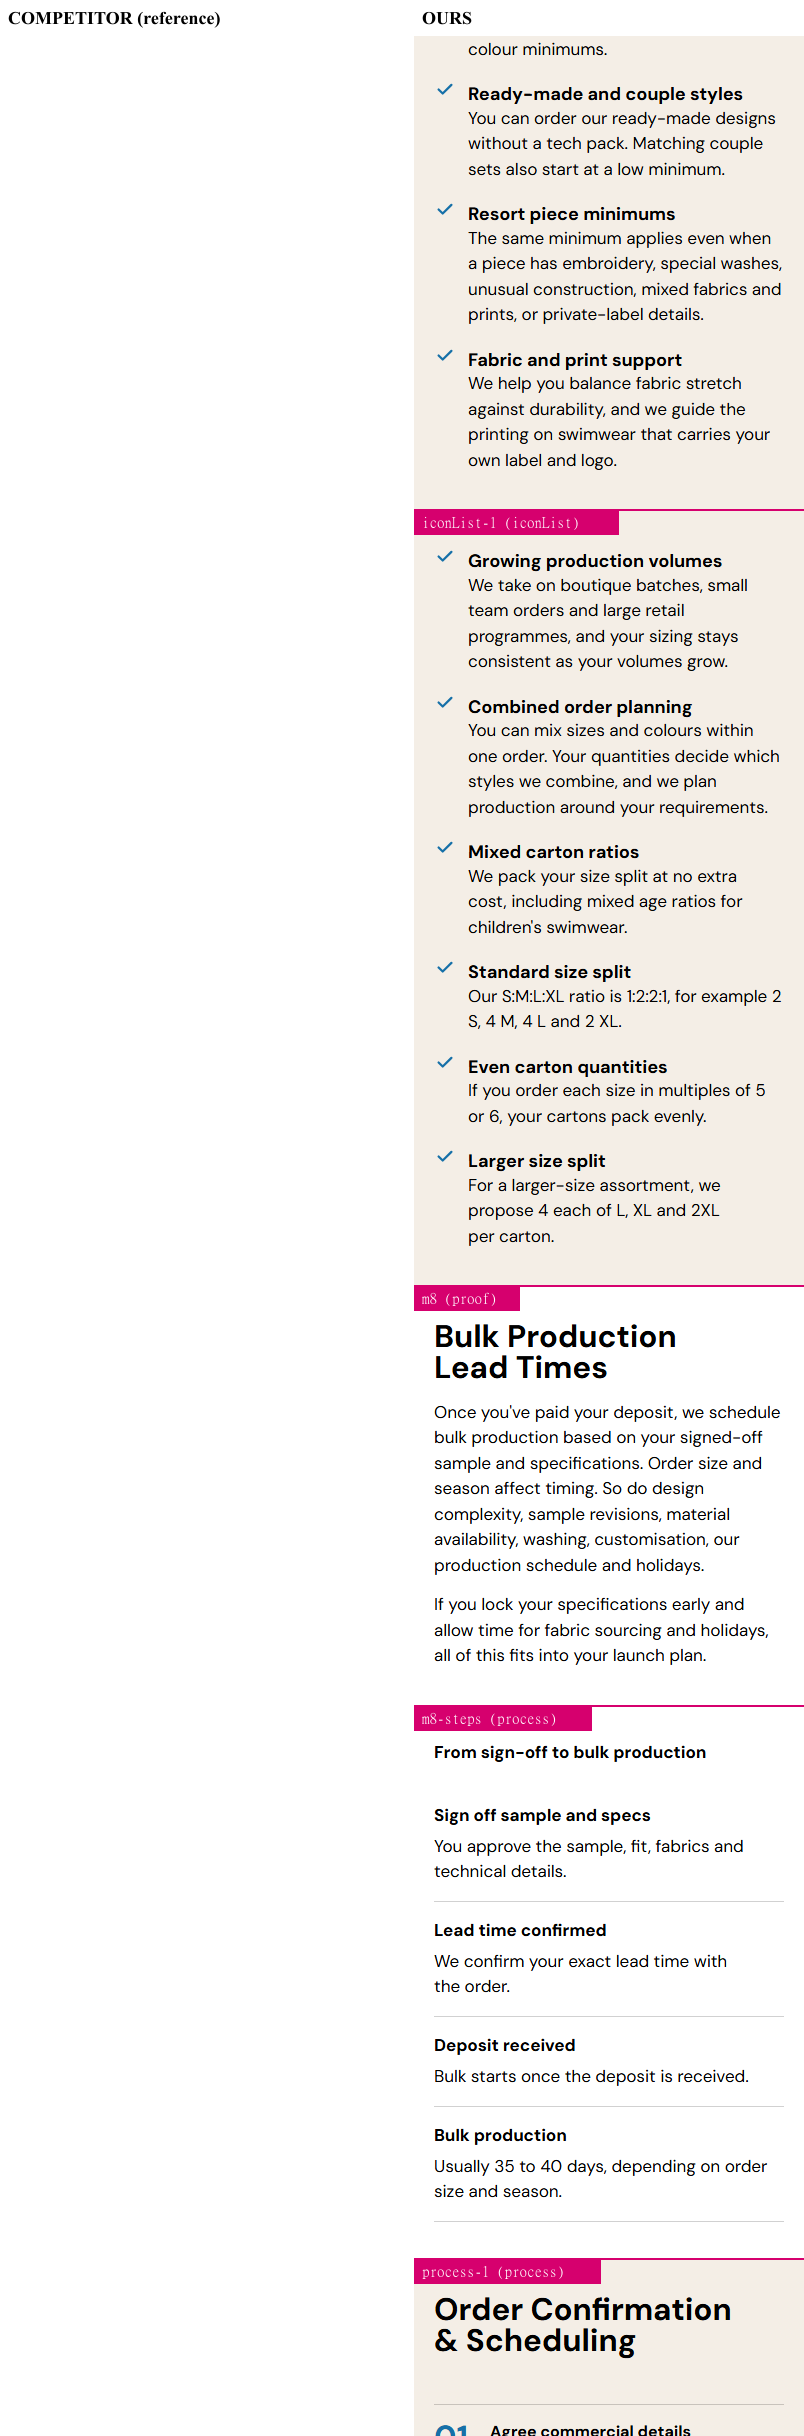 COMPETITOR (reference)
OURS
colour minimums.
Ready-made and couple styles
You can order our ready-made designs
without a tech pack. Matching couple
sets also start at a low minimum.
Resort piece minimums
The same minimum applies even when
a piece has embroidery, special washes,
unusual construction, mixed fabrics and
prints, or private-label details.
Fabric and print support
We help you balance fabric stretch
against durability, and we guide the
printing on swimwear that carries your
own label and logo.
iconList-1 (iconList)
Growing production volumes
We take on boutique batches, small
team orders and large retail
programmes, and your sizing stays
consistent as your volumes grow.
Combined order planning
You can mix sizes and colours within
one order. Your quantities decide which
styles we combine, and we plan
production around your requirements.
Mixed carton ratios
We pack your size split at no extra
cost, including mixed age ratios for
children's swimwear.
Standard size split
Our S:M:L:XL ratio is 1:2:2:1, for example 2
S, 4 M, 4 L and 2 XL.
Even carton quantities
If you order each size in multiples of 5
or 6, your cartons pack evenly.
Larger size split
For a larger-size assortment, we
propose 4 each of L, XL and 2XL
per carton.
m8 (proof)
Bulk Production
Lead Times
Once you've paid your deposit, we schedule
bulk production based on your signed-off
sample and specifications. Order size and
season affect timing. So do design
complexity, sample revisions, material
availability, washing, customisation, our
production schedule and holidays.
If you lock your specifications early and
allow time for fabric sourcing and holidays,
all of this fits into your launch plan.
m8-steps (process)
From sign-off to bulk production
Sign off sample and specs
You approve the sample, fit, fabrics and
technical details.
Lead time confirmed
We confirm your exact lead time with
the order.
Deposit received
Bulk starts once the deposit is received.
Bulk production
Usually 35 to 40 days, depending on order
size and season.
process-1 (process)
Order Confirmation
& Scheduling
01 Agree commercial details